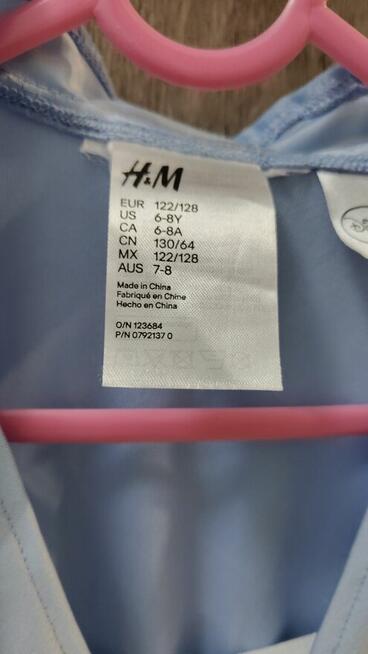 H&M
EUR 122/128
US 6-8Y
CA 6-8A
CN 130/64
MX 122/128
AUS 7-8
Made in China
Fabriqué en Chine
Hecho en China
O/N 123684
P/N 0792137 0